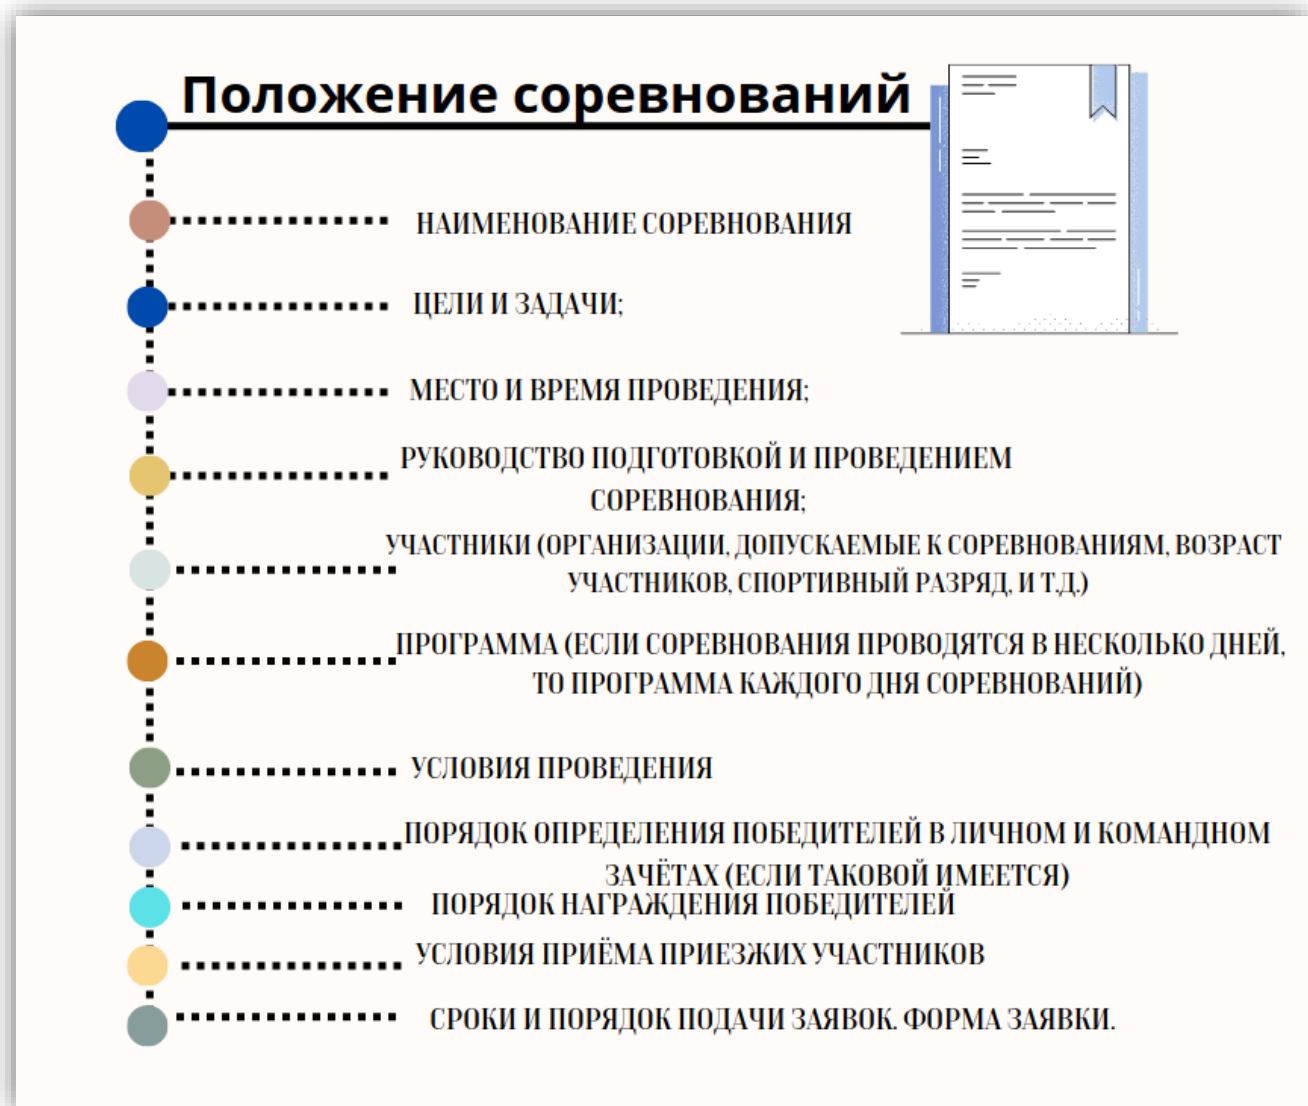 Положение соревнований
НАИМЕНОВАНИЕ СОРЕВНОВАНИЯ
ЦЕЛИ И ЗАДАЧИ;
МЕСТО И ВРЕМЯ ПРОВЕДЕНИЯ;
РУКОВОДСТВО ПОДГОТОВКОЙ И ПРОВЕДЕНИЕМ
СОРЕВНОВАНИЯ;
УЧАСТНИКИ (ОРГАНИЗАЦИИ, ДОПУСКАЕМЫЕ К СОРЕВНОВАНИЯМ, ВОЗРАСТ
УЧАСТНИКОВ, СПОРТИВНЫЙ РАЗРЯД, И Т.Д.)
ПРОГРАММА (ЕСЛИ СОРЕВНОВАНИЯ ПРОВОДЯТСЯ В НЕСКОЛЬКО ДНЕЙ,
ТО ПРОГРАММА КАЖДОГО ДНЯ СОРЕВНОВАНИЙ)
УСЛОВИЯ ПРОВЕДЕНИЯ
ПОРЯДОК ОПРЕДЕЛЕНИЯ ПОБЕДИТЕЛЕЙ В ЛИЧНОМ И КОМАНДНОМ
ЗАЧЁТАХ (ЕСЛИ ТАКОВОЙ ИМЕЕТСЯ)
ПОРЯДОК НАГРАЖДЕНИЯ ПОБЕДИТЕЛЕЙ
УСЛОВИЯ ПРИЁМА ПРИЕЗЖИХ УЧАСТНИКОВ
СРОКИ И ПОРЯДОК ПОДАЧИ ЗАЯВОК. ФОРМА ЗАЯВКИ.